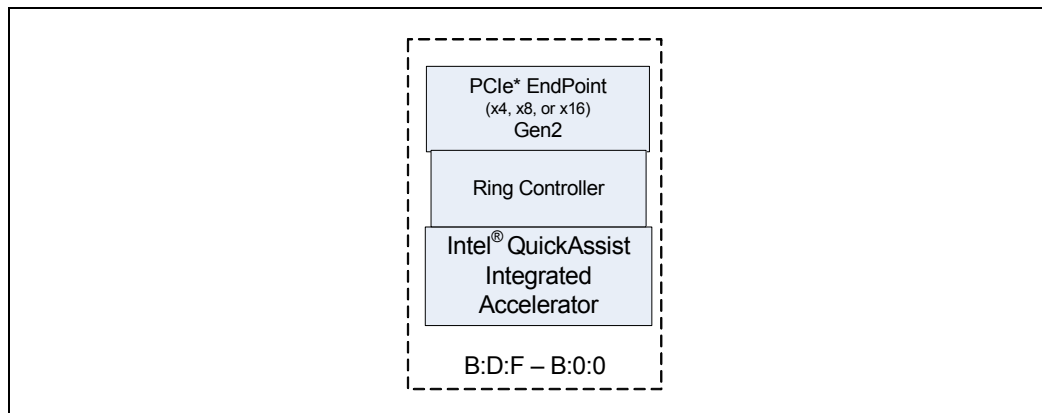 PCIe* EndPoint
(x4, x8, or x16)
Gen2
Ring Controller
Intel® QuickAssist
Integrated
Accelerator
B:D:F – B:0:0